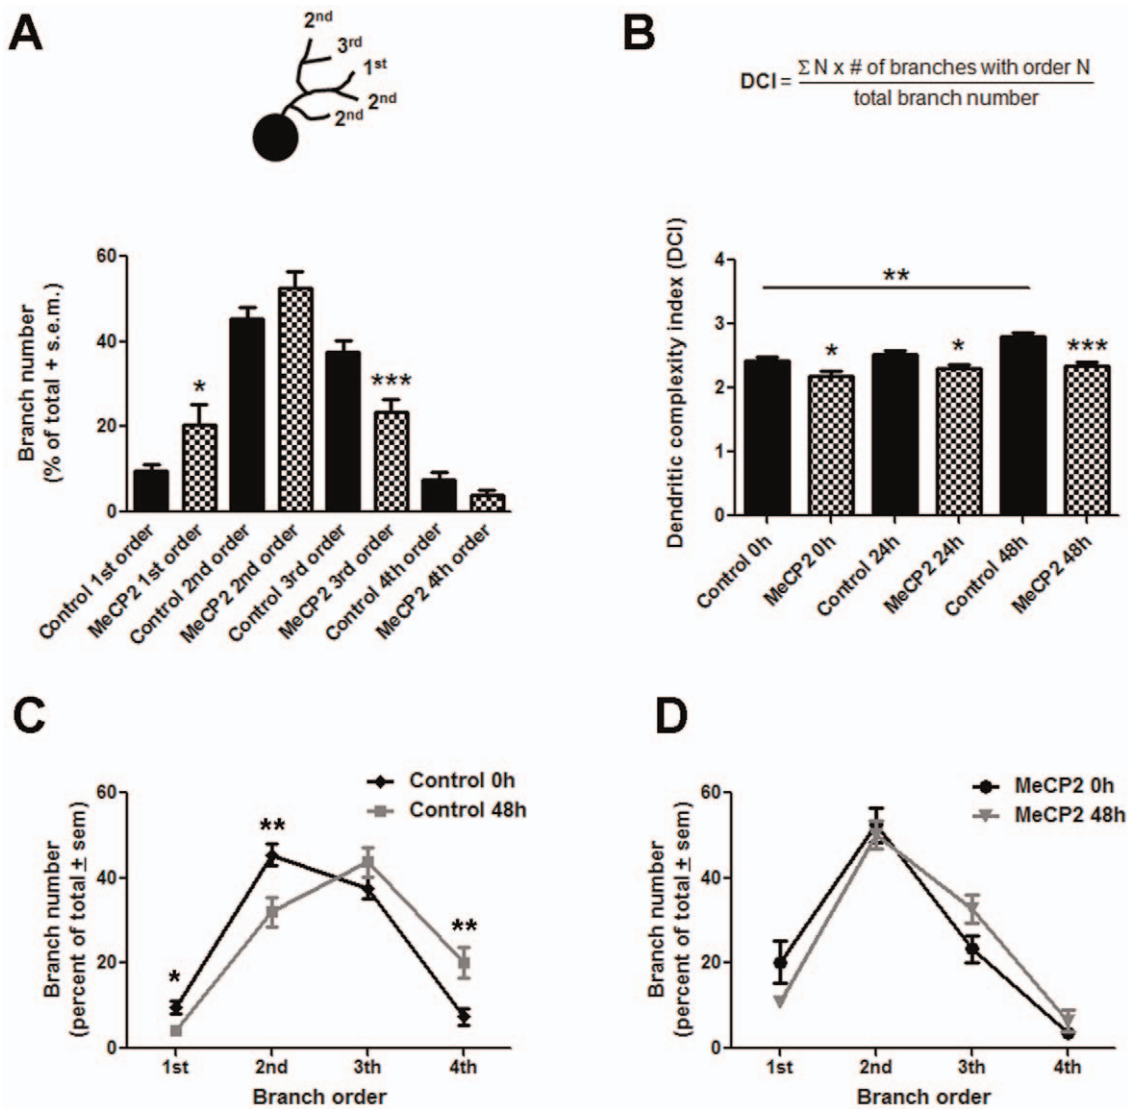 A
2nd
3rd
1st
2nd
2nd
Branch number
(% of total + s.e.m.)
60
40
20
0
*
***
Control 1st order
MeCP2 1st order
Control 2nd order
MeCP2 2nd order
Control 3rd order
MeCP2 3rd order
Control 4th order
MeCP2 4th order
B
DCI = Σ N x # of branches with order N
total branch number
Dendritic complexity index (DCI)
4
3
2
1
0
**
*
*
***
Control 0h
MeCP2 0h
Control 24h
MeCP2 24h
Control 48h
MeCP2 48h
C
Control 0h
Control 48h
Branch number
(percent of total ± sem)
60
40
20
0
*
**
**
1st
2nd
3th
4th
Branch order
D
MeCP2 0h
MeCP2 48h
Branch number
(percent of total ± sem)
60
40
20
0
1st
2nd
3th
4th
Branch order